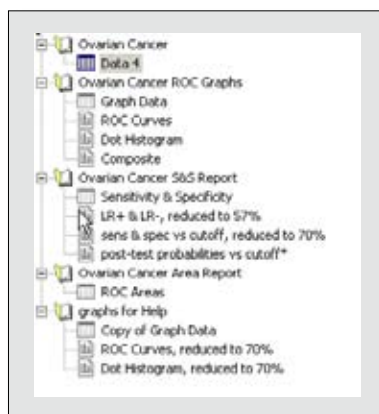 Ovarian Cancer
Data 4
Ovarian Cancer ROC Graphs
Graph Data
ROC Curves
Dot Histogram
Composite
Ovarian Cancer S&S Report
Sensitivity & Specificity
LR+ & LR-, reduced to 57%
sens & spec vs cutoff, reduced to 70%
post-test probabilities vs cutoff*
Ovarian Cancer Area Report
ROC Areas
graphs for Help
Copy of Graph Data
ROC Curves, reduced to 70%
Dot Histogram, reduced to 70%